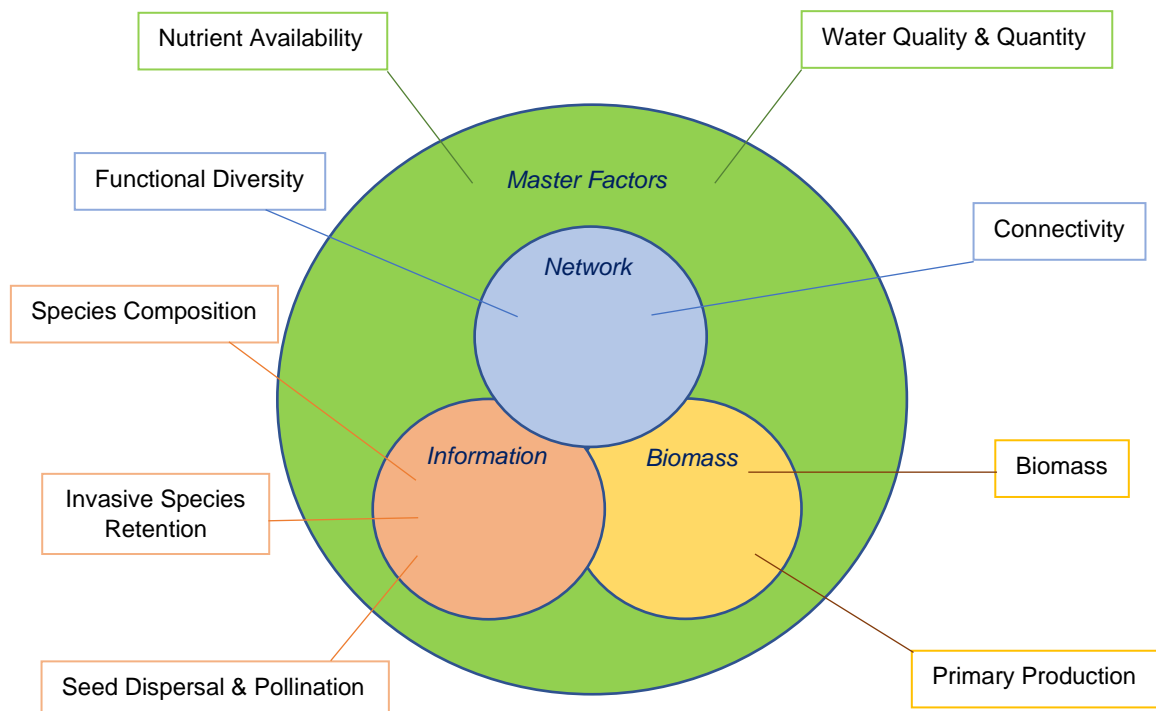 Nutrient Availability
Water Quality & Quantity
Functional Diversity
Master Factors
Connectivity
Network
Species Composition
Information
Biomass
Biomass
Invasive Species
Retention
Seed Dispersal & Pollination
Primary Production